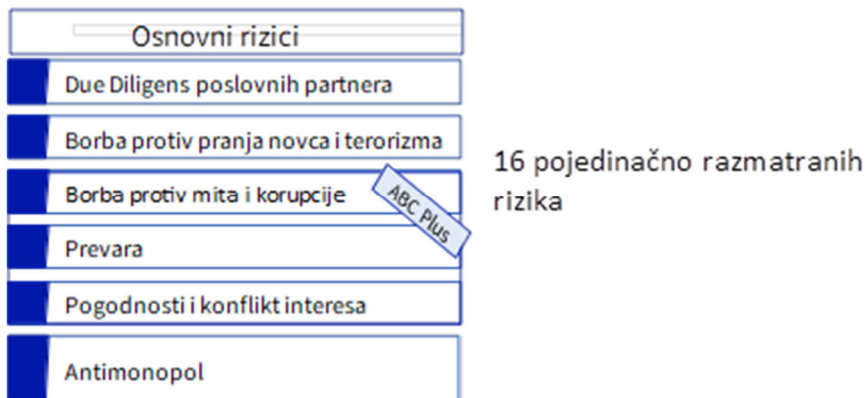 Osnovni rizici
Due Diligens poslovnih partnera
Borba protiv pranja novca i terorizma
Borba protiv mita i korupcije
ABC Plus
Prevara
Pogodnosti i konflikt interesa
Antimonopol
16 pojedinačno razmatranih
rizika